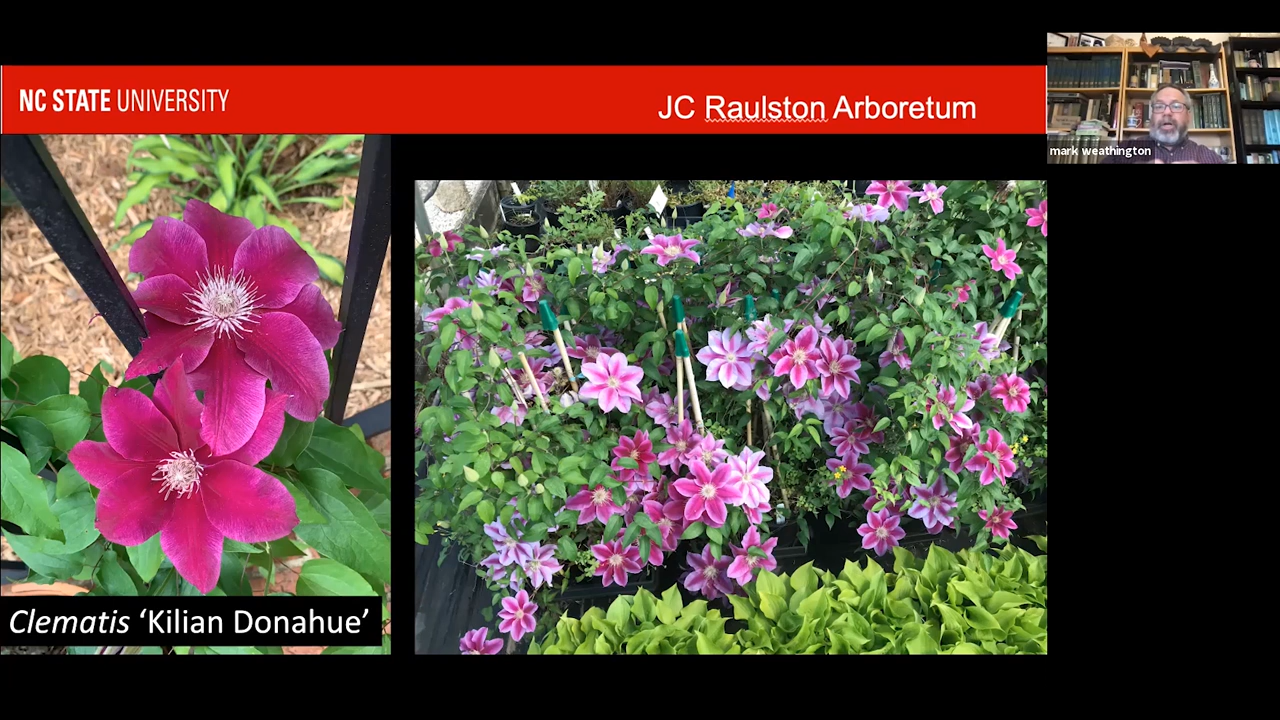 NC STATE UNIVERSITY
JC Raulston Arboretum
mark weathington
Clematis ‘Kilian Donahue’